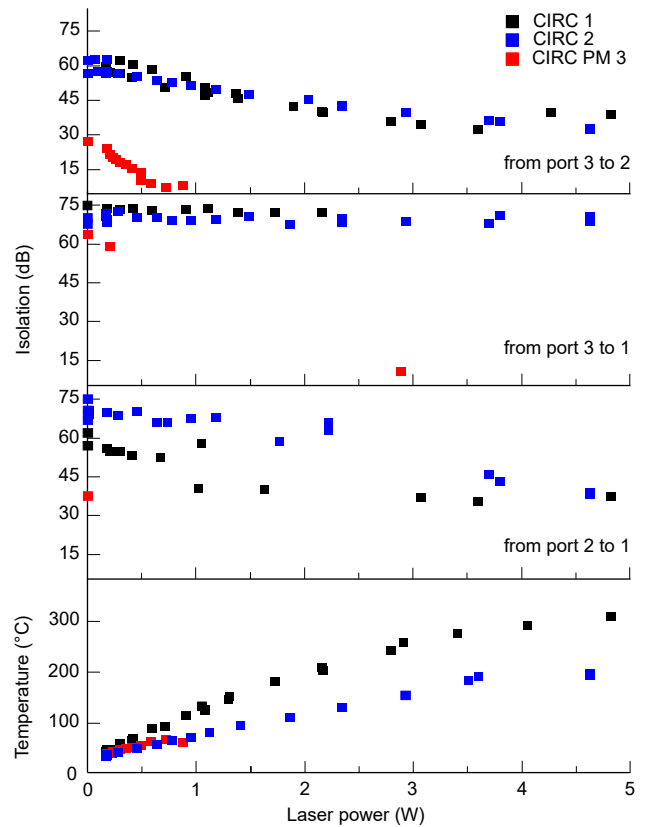 CIRC 1
CIRC 2
CIRC PM 3
75
60
45
30
15
from port 3 to 2
75
60
45
30
15
from port 3 to 1
Isolation (dB)
75
60
45
30
15
from port 2 to 1
Temperature (°C)
300
200
100
0
0 1 2 3 4 5
Laser power (W)